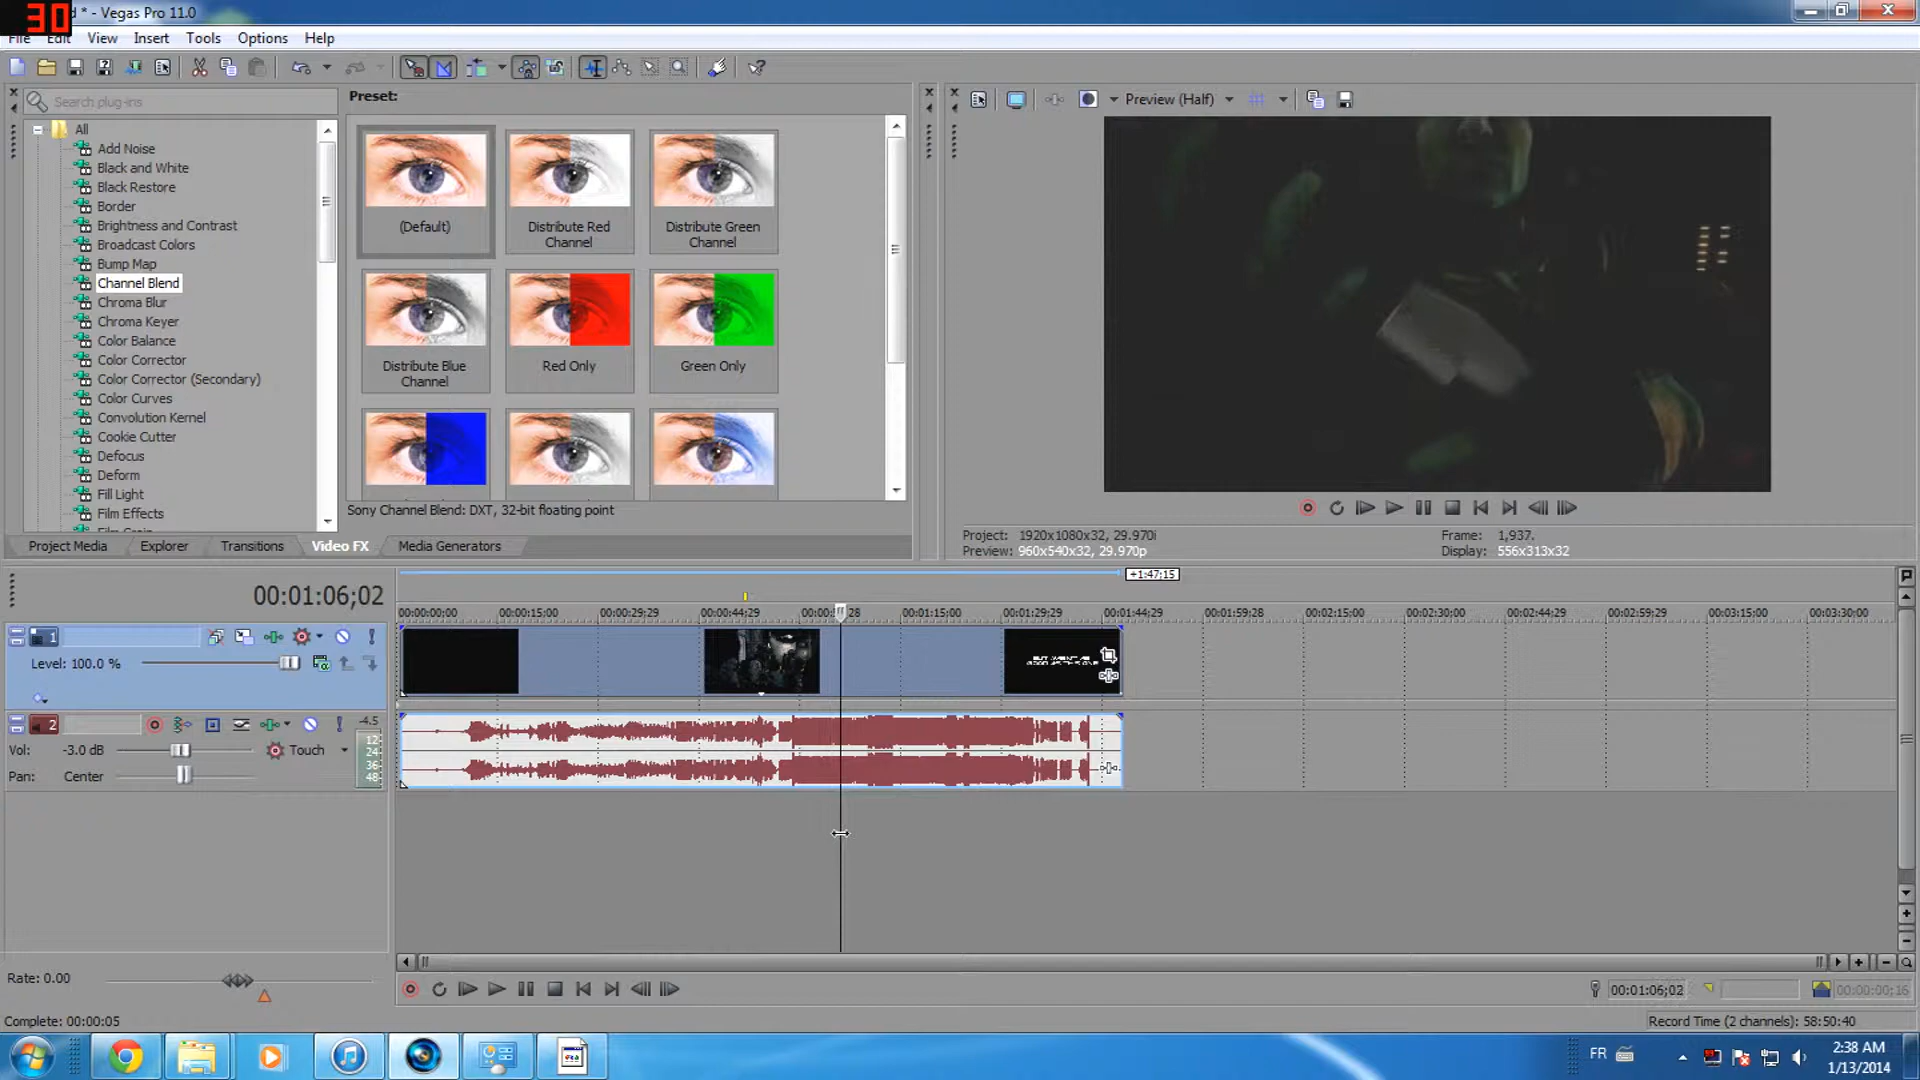 30
* - Vegas Pro 11.0
File Edit View Insert Tools Options Help
Search plug-ins
Preset:
Preview (Half)
All
Add Noise
Black and White
Black Restore
Border
Brightness and Contrast
Broadcast Colors
Bump Map
Channel Blend
Chroma Blur
Chroma Keyer
Color Balance
Color Corrector
Color Corrector (Secondary)
Color Curves
Convolution Kernel
Cookie Cutter
Defocus
Deform
Fill Light
Film Effects
(Default)
Distribute Red Channel
Distribute Green Channel
Distribute Blue Channel
Red Only
Green Only
Sony Channel Blend: DXT, 32-bit floating point
Project Media Explorer Transitions Video FX Media Generators
Project: 1920x1080x32, 29.970i
Preview: 960x540x32, 29.970p
Frame: 1,937.
Display: 556x313x32
00:01:06;02
+1:47;15
00:00:00;00 00:00:15;00 00:00:29;29 00:00:44;29 28 00:01:15;00 00:01:29;29 00:01:44;29 00:01:59;28 00:02:15;00 00:02:30;00 00:02:44;29 00:02:59;29 00:03:15;00 00:03:30;00
1
Level: 100.0 %
2
-4.5
Vol: -3.0 dB
Touch
12
24
36
48
Pan: Center
Rate: 0.00
00:01:06;02
00:00:00;16
Complete: 00:00:05
Record Time (2 channels): 58:50:40
FR
2:38 AM
1/13/2014